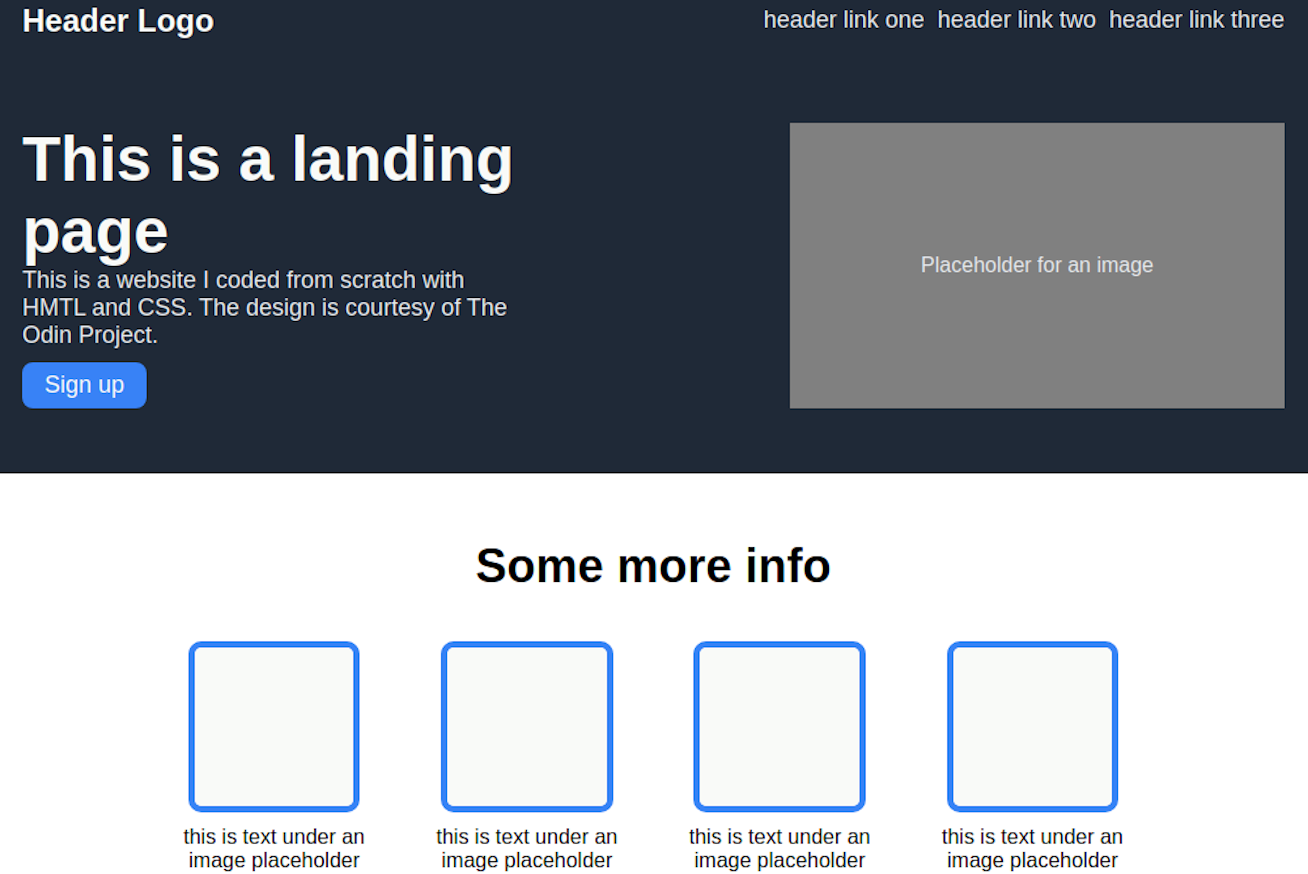 Header Logo
header link one header link two header link three
This is a landing
page
This is a website I coded from scratch with
HMTL and CSS. The design is courtesy of The
Odin Project.
Sign up
Placeholder for an image
Some more info
this is text under an
image placeholder
this is text under an
image placeholder
this is text under an
image placeholder
this is text under an
image placeholder